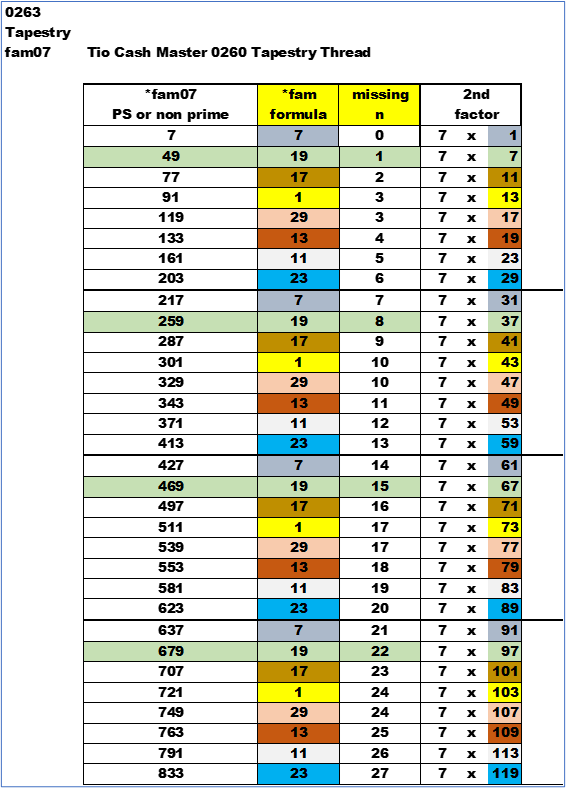 0263
Tapestry
fam07 Tio Cash Master 0260 Tapestry Thread
*fam07 *fam missing 2nd
PS or non prime formula n factor
7 7 0 7 x 1
49 19 1 7 x 7
77 17 2 7 x 11
91 1 3 7 x 13
119 29 3 7 x 17
133 13 4 7 x 19
161 11 5 7 x 23
203 23 6 7 x 29
217 7 7 7 x 31
259 19 8 7 x 37
287 17 9 7 x 41
301 1 10 7 x 43
329 29 10 7 x 47
343 13 11 7 x 49
371 11 12 7 x 53
413 23 13 7 x 59
427 7 14 7 x 61
469 19 15 7 x 67
497 17 16 7 x 71
511 1 17 7 x 73
539 29 17 7 x 77
553 13 18 7 x 79
581 11 19 7 x 83
623 23 20 7 x 89
637 7 21 7 x 91
679 19 22 7 x 97
707 17 23 7 x 101
721 1 24 7 x 103
749 29 24 7 x 107
763 13 25 7 x 109
791 11 26 7 x 113
833 23 27 7 x 119